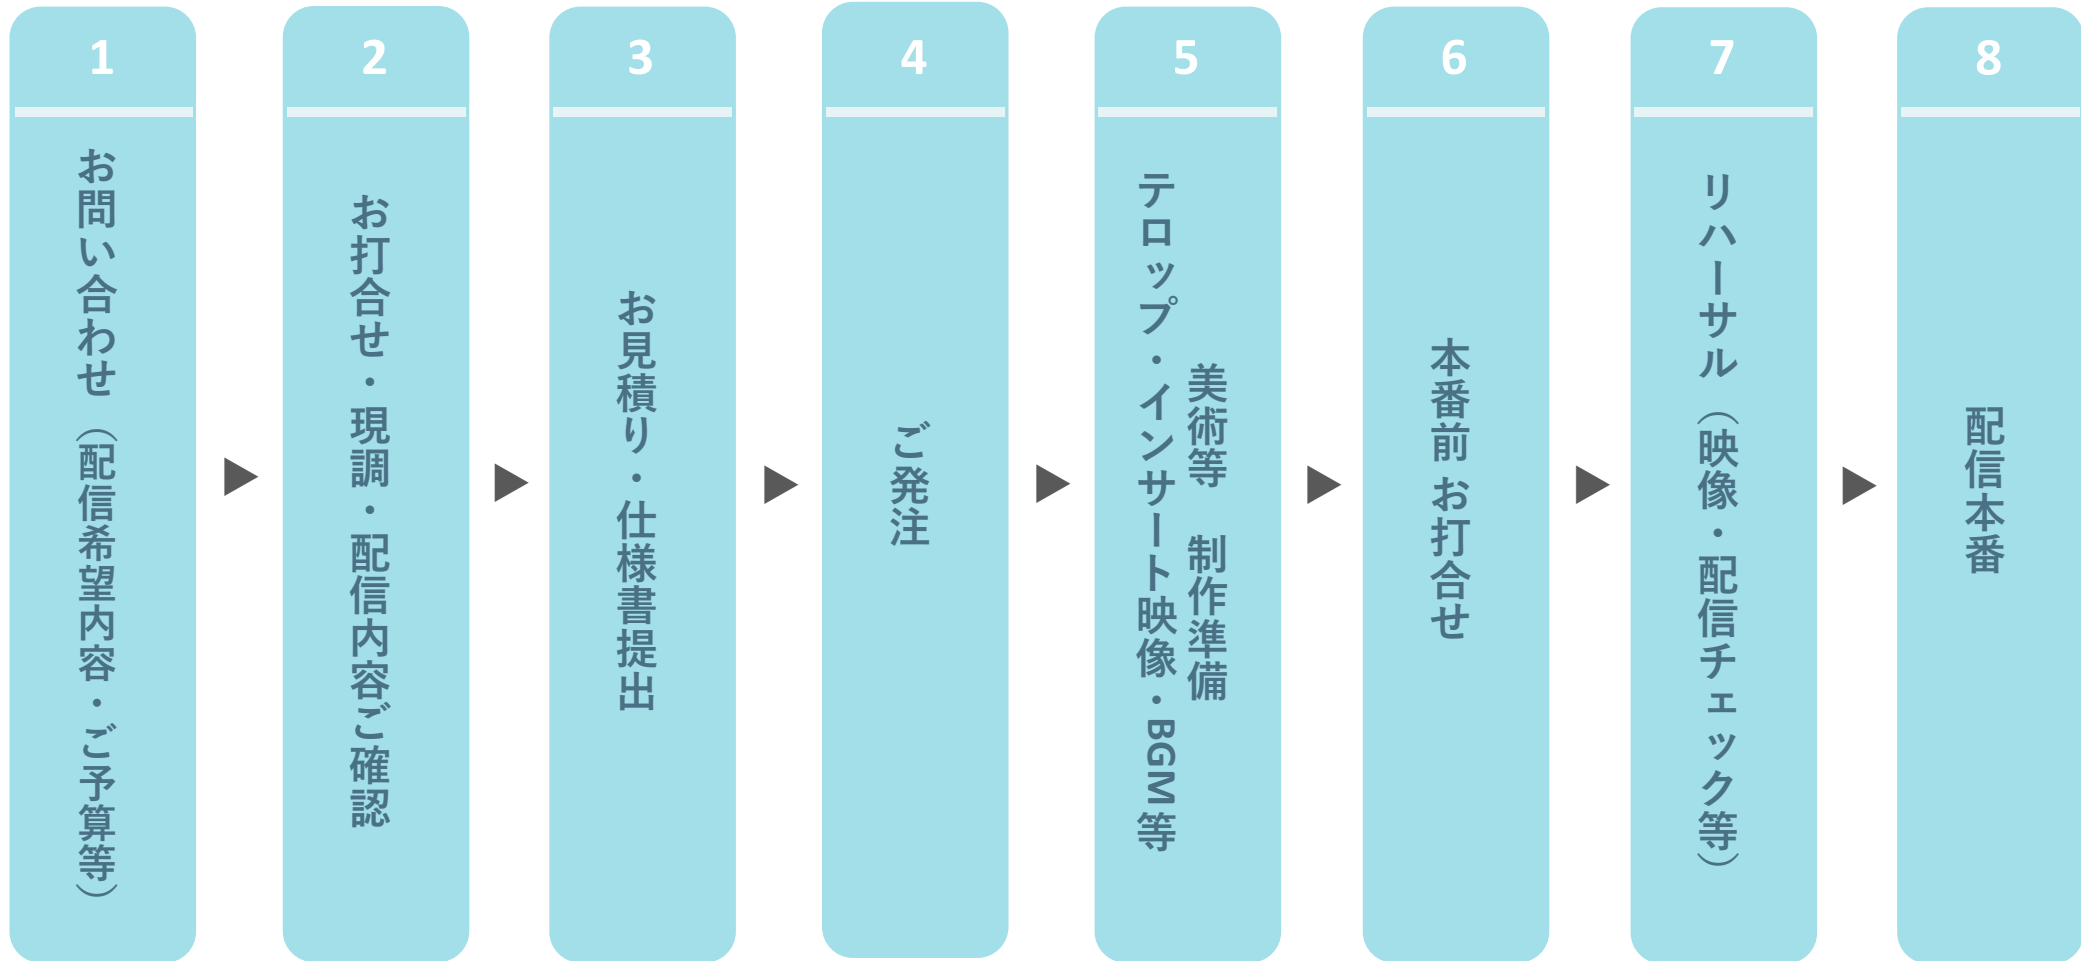 1
お問い合わせ（配信希望内容・ご予算等）
2
お打合せ・現調・配信内容ご確認
3
お見積り・仕様書提出
4
ご発注
5
美術等　制作準備
テロップ・インサート映像・BGM等
6
本番前 お打合せ
7
リハーサル（映像・配信チェック等）
8
配信本番